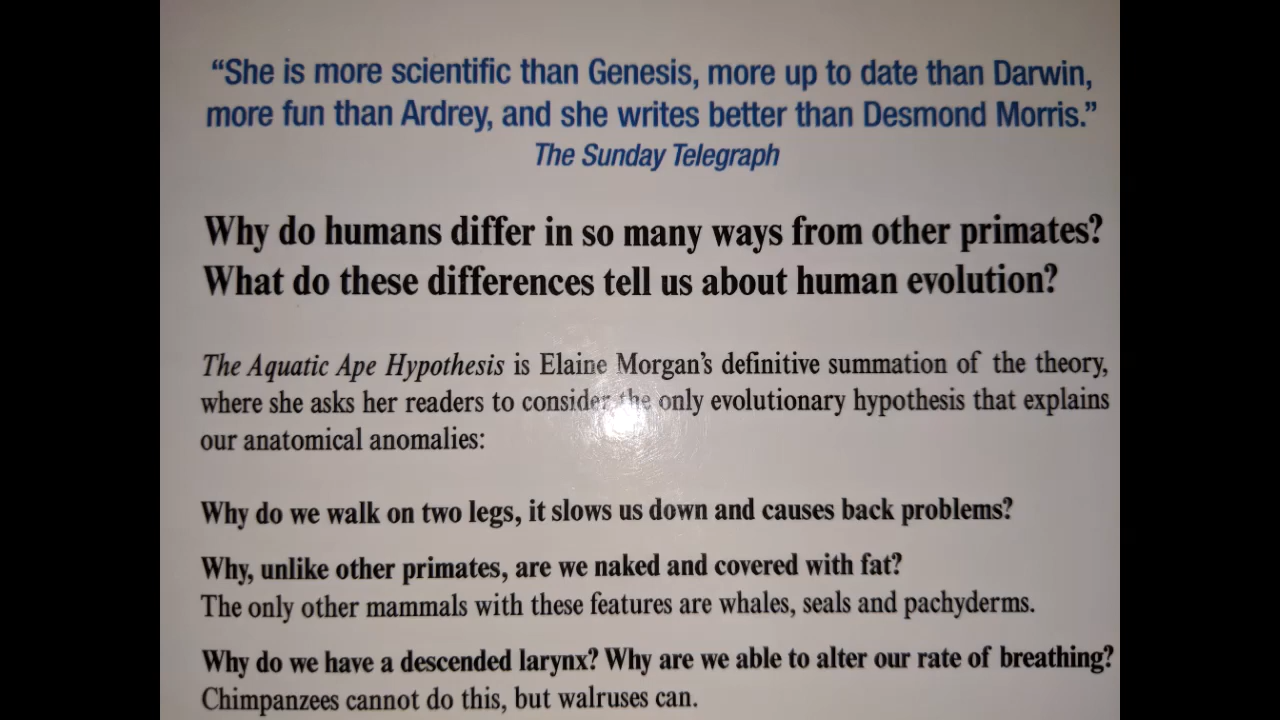 “She is more scientific than Genesis, more up to date than Darwin,
more fun than Ardrey, and she writes better than Desmond Morris.”
The Sunday Telegraph
Why do humans differ in so many ways from other primates?
What do these differences tell us about human evolution?
The Aquatic Ape Hypothesis is Elaine Morgan’s definitive summation of the theory,
where she asks her readers to consider the only evolutionary hypothesis that explains
our anatomical anomalies:
Why do we walk on two legs, it slows us down and causes back problems?
Why, unlike other primates, are we naked and covered with fat?
The only other mammals with these features are whales, seals and pachyderms.
Why do we have a descended larynx? Why are we able to alter our rate of breathing?
Chimpanzees cannot do this, but walruses can.